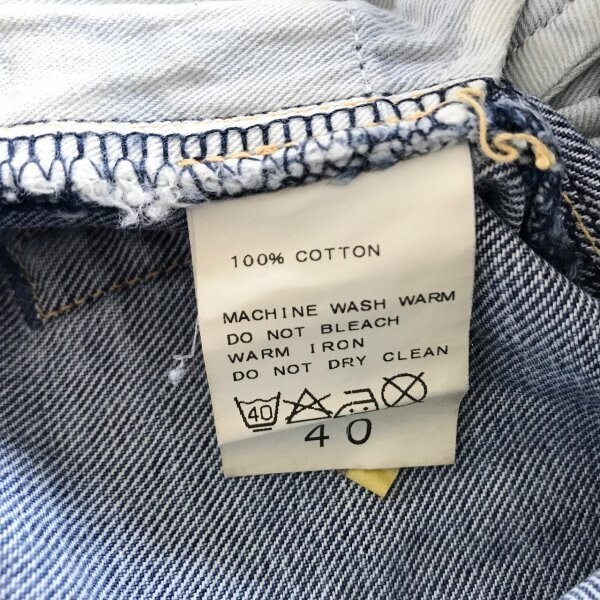 100% COTTON
MACHINE WASH WARM
DO NOT BLEACH
WARM IRON
DO NOT DRY CLEAN
40
40